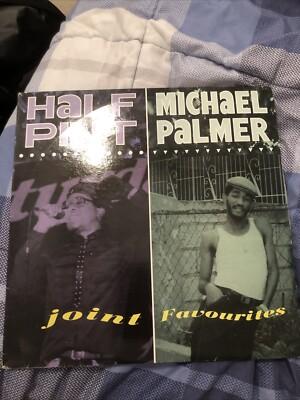 HaLF
PINT
MICHaEL
PaLMER
joint
Favourites